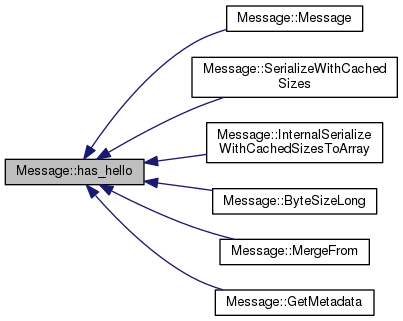 Message::Message
Message::SerializeWithCached
Sizes
Message::InternalSerialize
WithCachedSizesToArray
Message::has_hello
Message::ByteSizeLong
Message::MergeFrom
Message::GetMetadata